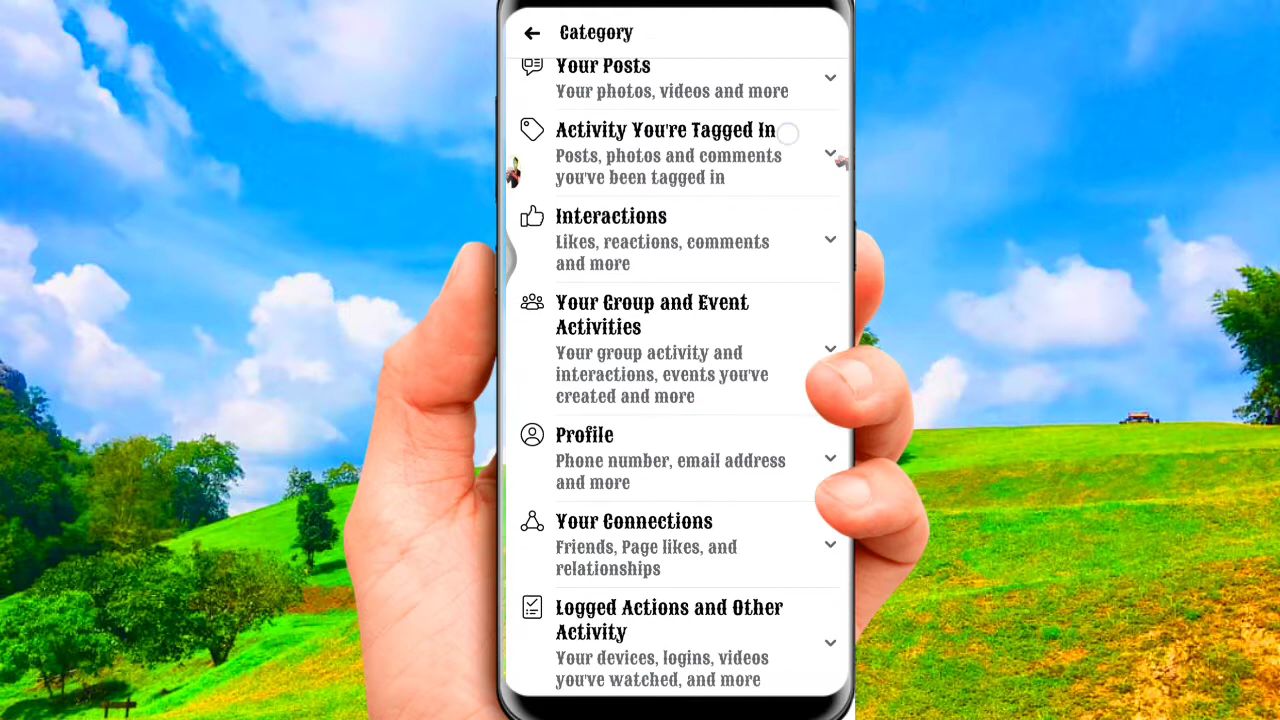 Category
Your Posts
Your photos, videos and more
Activity You're Tagged In
Posts, photos and comments
you've been tagged in
Interactions
Likes, reactions, comments
and more
Your Group and Event
Activities
Your group activity and
interactions, events you've
created and more
Profile
Phone number, email address
and more
Your Connections
Friends, Page likes, and
relationships
Logged Actions and Other
Activity
Your devices, logins, videos
you've watched, and more